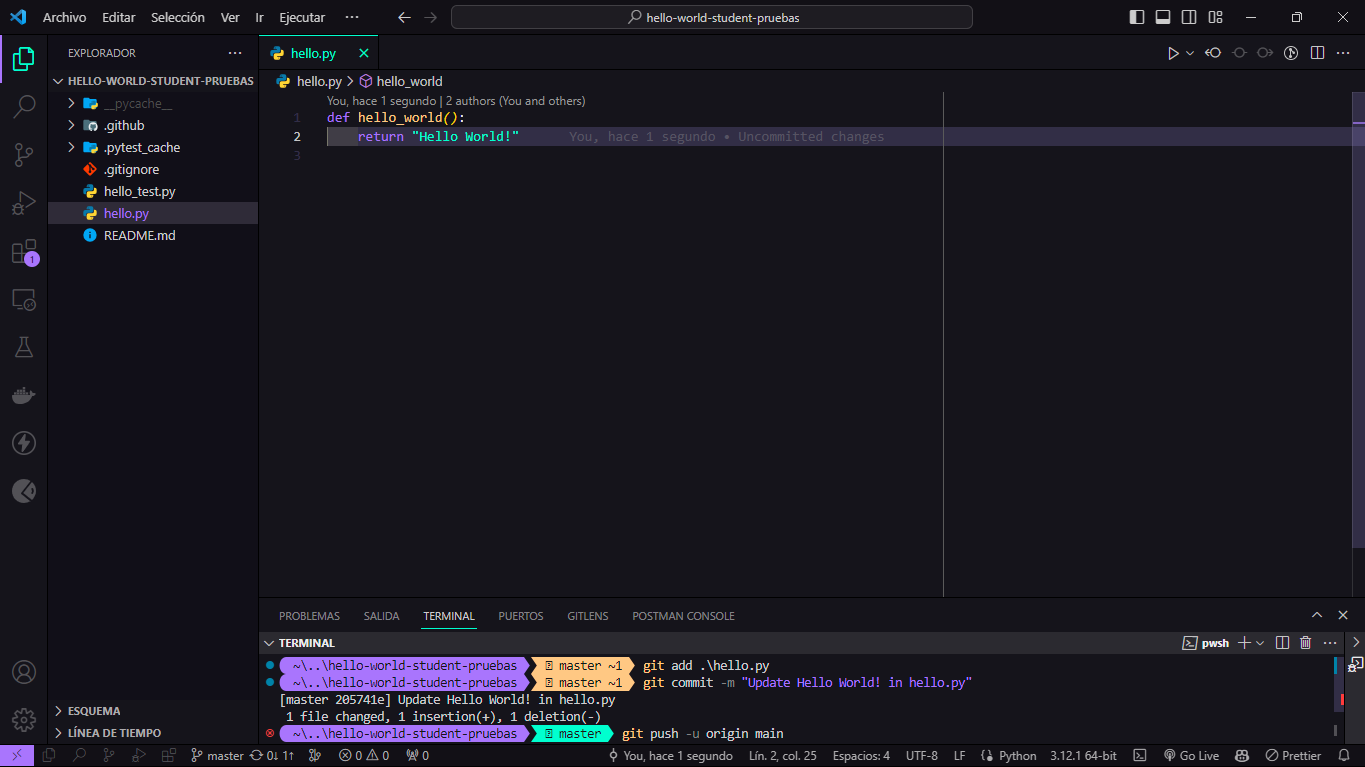 Archivo Editar Selección Ver Ir Ejecutar ··· hello-world-student-pruebas
EXPLORADOR ···
HELLO-WORLD-STUDENT-PRUEBAS
__pycache__
.github
.pytest_cache
.gitignore
hello_test.py
hello.py
README.md
ESQUEMA
LÍNEA DE TIEMPO
1
hello.py
hello.py > hello_world
You, hace 1 segundo | 2 authors (You and others)
1 def hello_world():
2 return "Hello World!" You, hace 1 segundo • Uncommitted changes
3
PROBLEMAS SALIDA TERMINAL PUERTOS GITLENS POSTMAN CONSOLE
TERMINAL pwsh
~\..\hello-world-student-pruebas master ~1 git add .\hello.py
~\..\hello-world-student-pruebas master ~1 git commit -m "Update Hello World! in hello.py"
[master 205741e] Update Hello World! in hello.py
1 file changed, 1 insertion(+), 1 deletion(-)
~\..\hello-world-student-pruebas master git push -u origin main
master 0↓ 1↑ 0 0 0 You, hace 1 segundo Lín. 2, col. 25 Espacios: 4 UTF-8 LF Python 3.12.1 64-bit Go Live Prettier